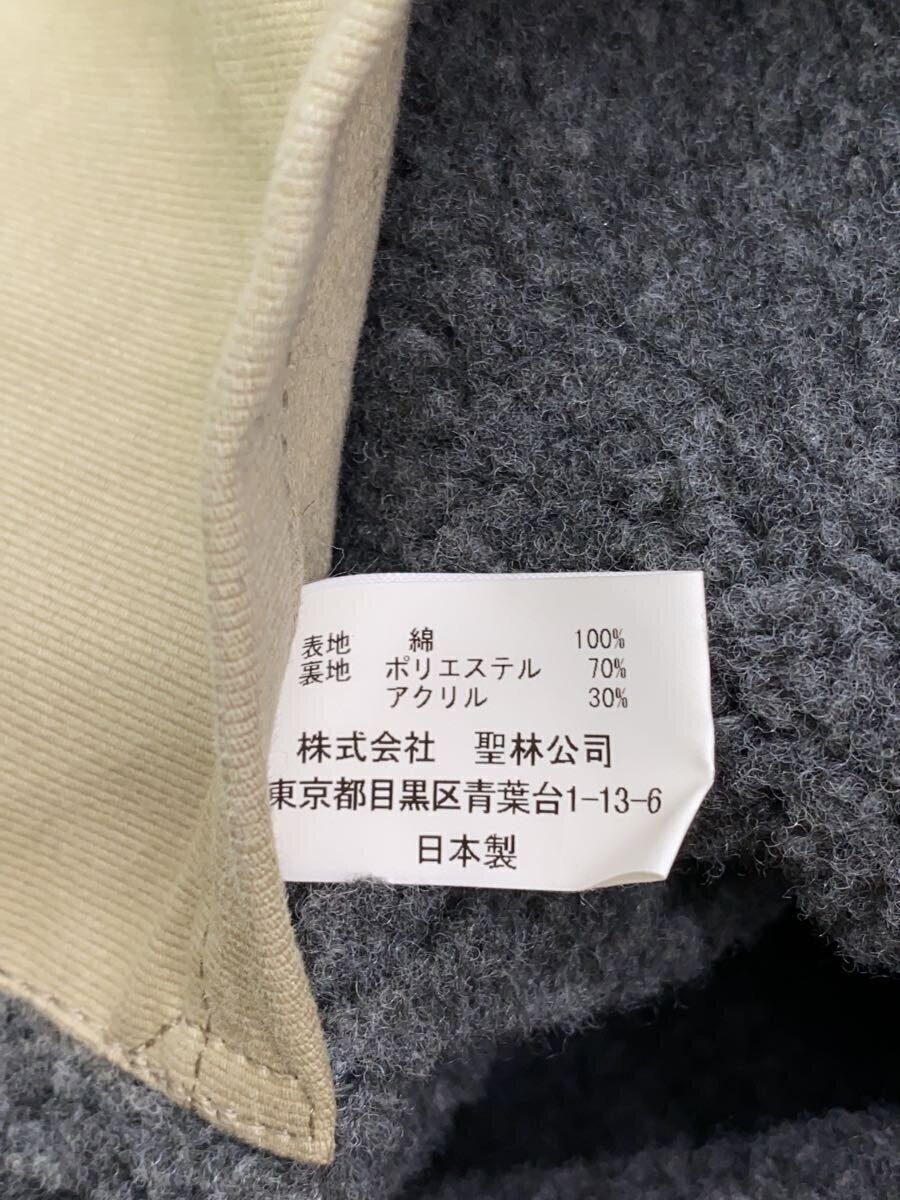 表地 綿 100%
裏地 ポリエステル 70%
アクリル 30%
株式会社 聖林公司
東京都目黒区青葉台1-13-6
日本製